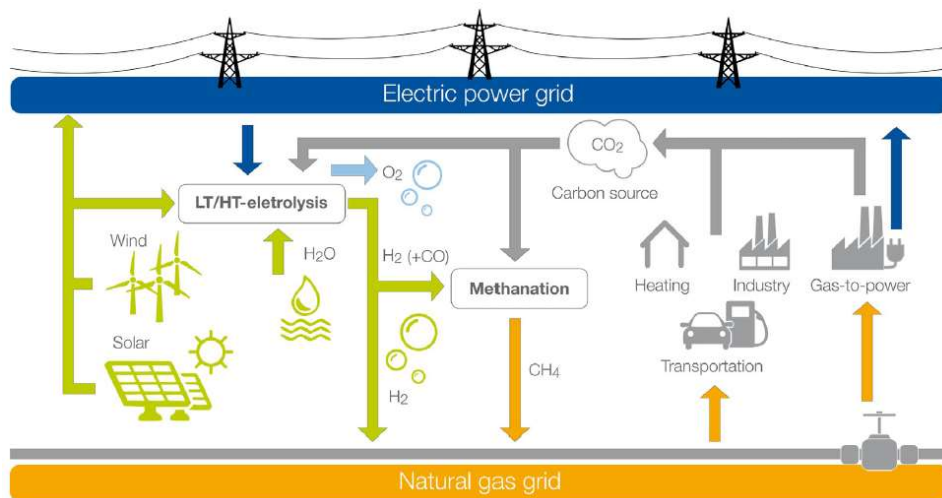 Electric power grid
CO₂
Carbon source
O₂
LT/HT-eletrolysis
Wind
H₂O
H₂ (+CO)
Methanation
Heating
Industry
Gas-to-power
Solar
Transportation
CH₄
H₂
Natural gas grid